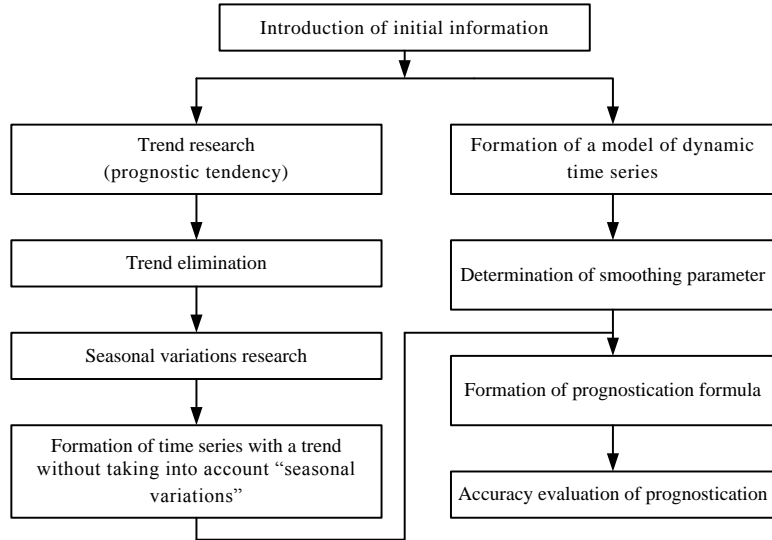 Introduction of initial information
Trend research
(prognostic tendency)
Trend elimination
Seasonal variations research
Formation of time series with a trend
without taking into account “seasonal
variations”
Formation of a model of dynamic
time series
Determination of smoothing parameter
Formation of prognostication formula
Accuracy evaluation of prognostication